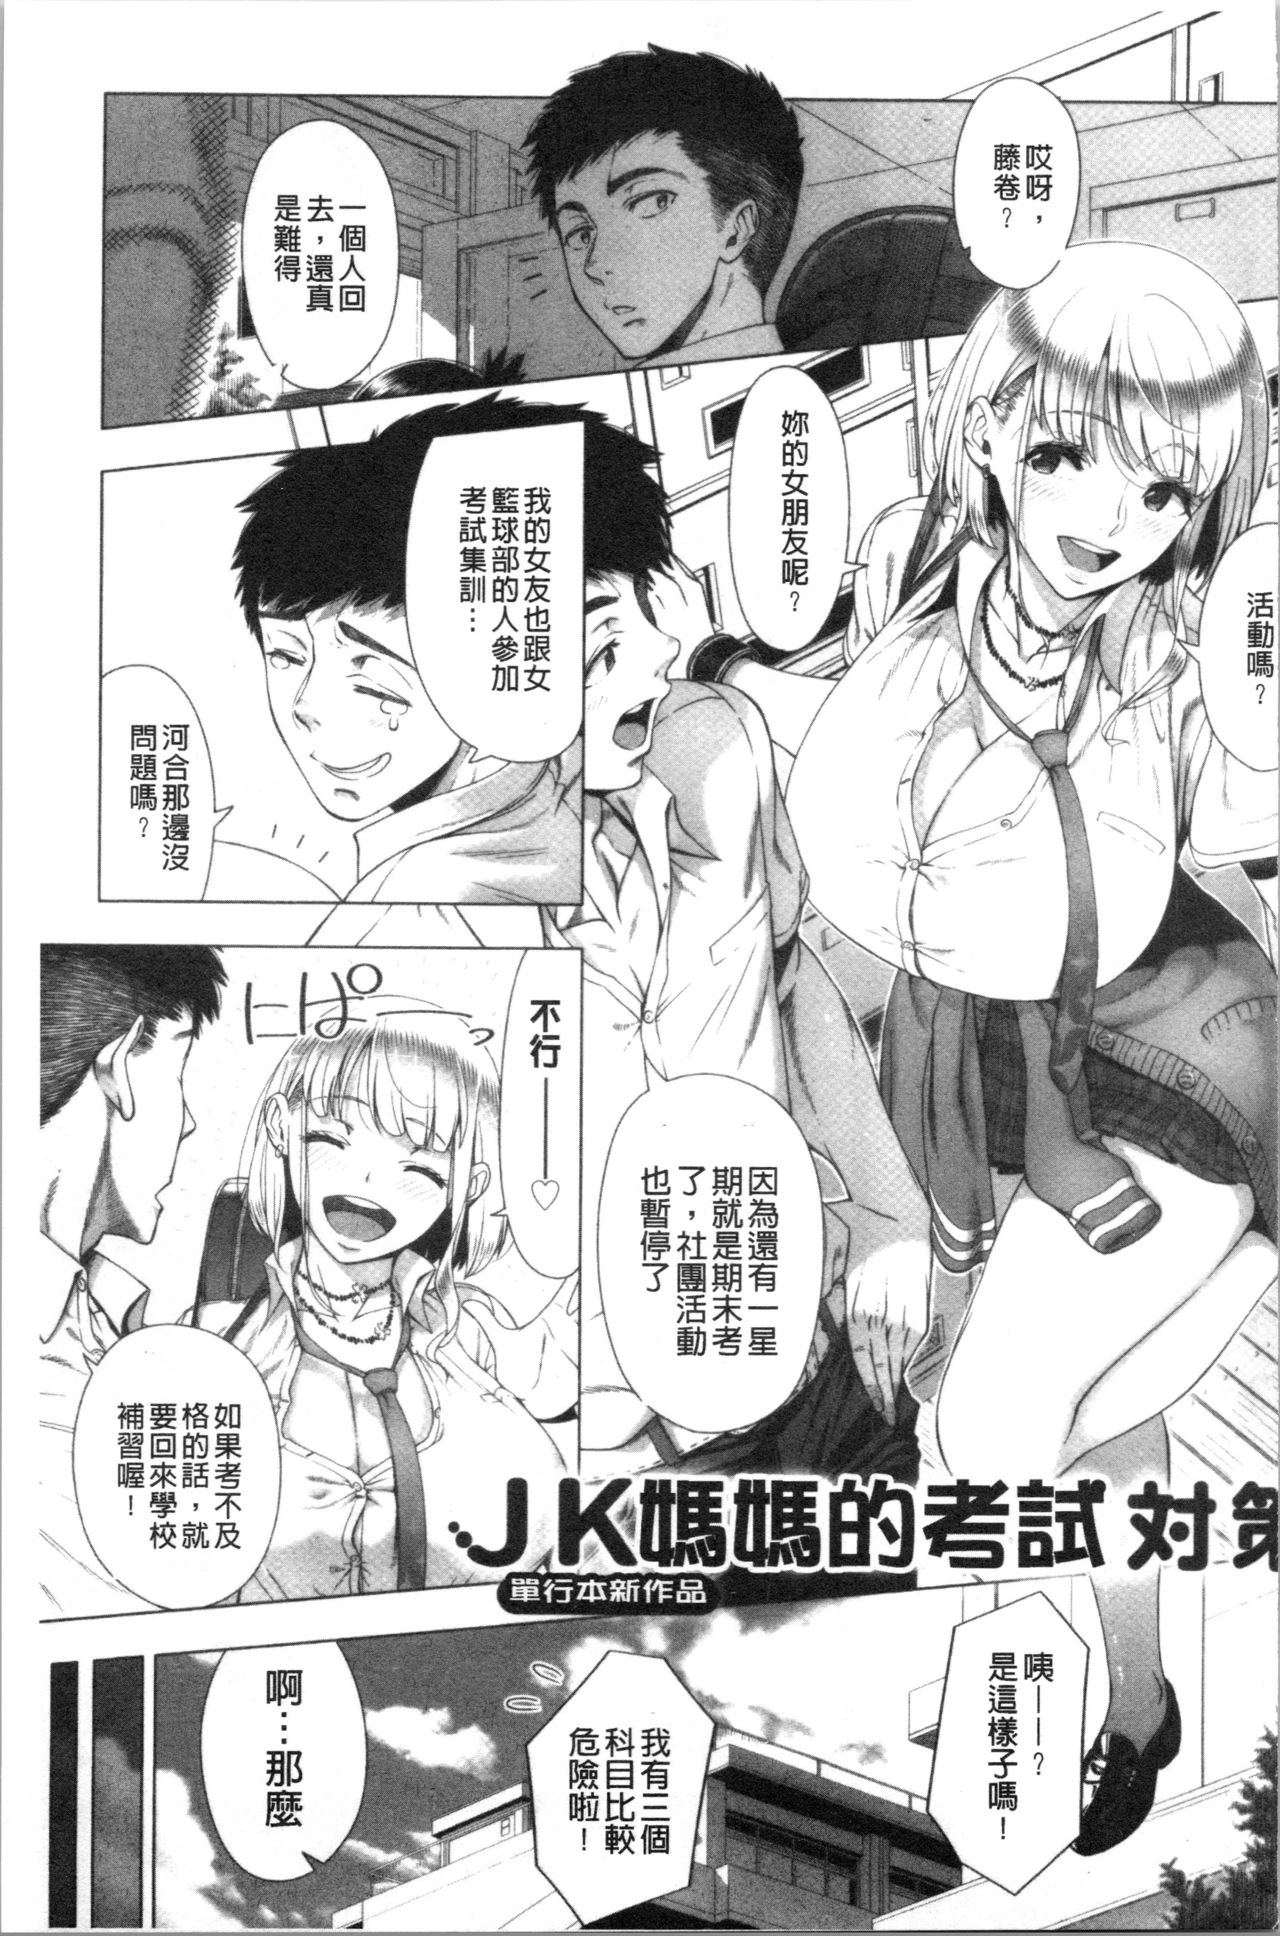 哎呀，
藤卷？
一個人回
去，還真
是難得
活動嗎？
妳的女朋友呢？
我的女友也跟女
籃球部的人參加
考試集訓…
河合那邊沒
問題嗎？
因為還有一星
期就是期末考
了，社團活動
也暫停了
不行——♡
にぱーっ
如果考不及
格的話，就
要回來學校
補習喔！
JK媽媽的考試 対策
單行本新作品
咦——？
是這樣子嗎！
我有三個
科目比較
危險啦！
啊…那麼